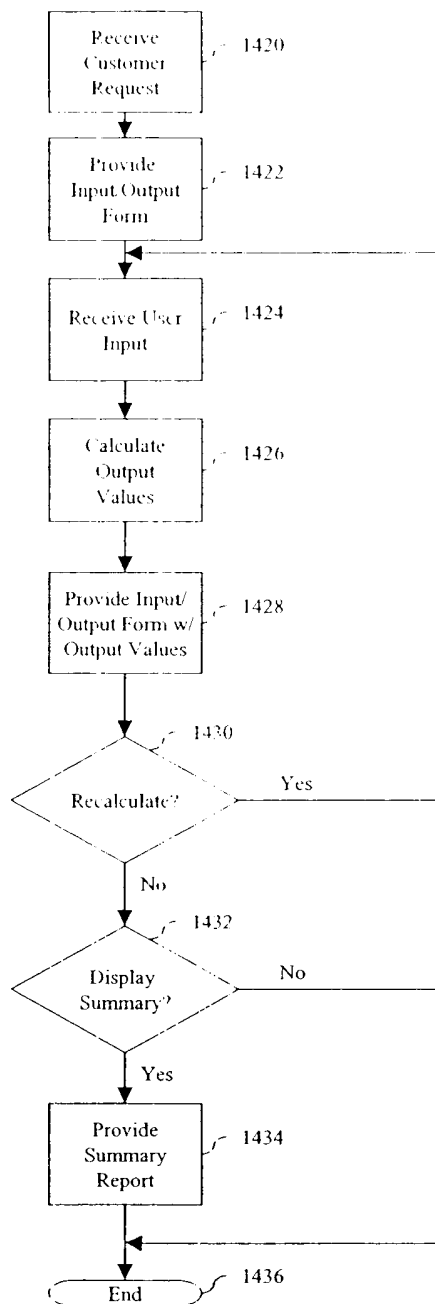 Receive
Customer
Request
1420
Provide
Input/Output
Form
1422
Receive User
Input
1424
Calculate
Output
Values
1426
Provide Input/
Output Form w/
Output Values
1428
1430
Recalculate?
Yes
No
1432
Display
Summary?
No
Yes
Provide
Summary
Report
1434
End
1436